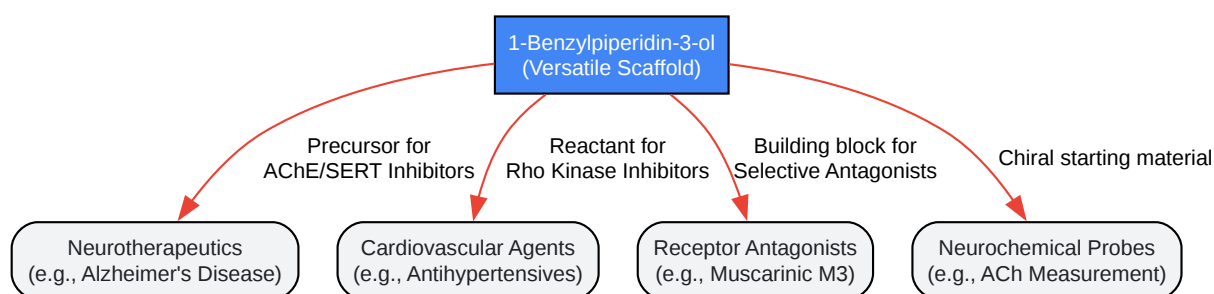 1-Benzylpiperidin-3-ol
(Versatile Scaffold)
Precursor for
AChE/SERT Inhibitors
Reactant for
Rho Kinase Inhibitors
Building block for
Selective Antagonists
Chiral starting material
Neurotherapeutics
(e.g., Alzheimer's Disease)
Cardiovascular Agents
(e.g., Antihypertensives)
Receptor Antagonists
(e.g., Muscarinic M3)
Neurochemical Probes
(e.g., ACh Measurement)